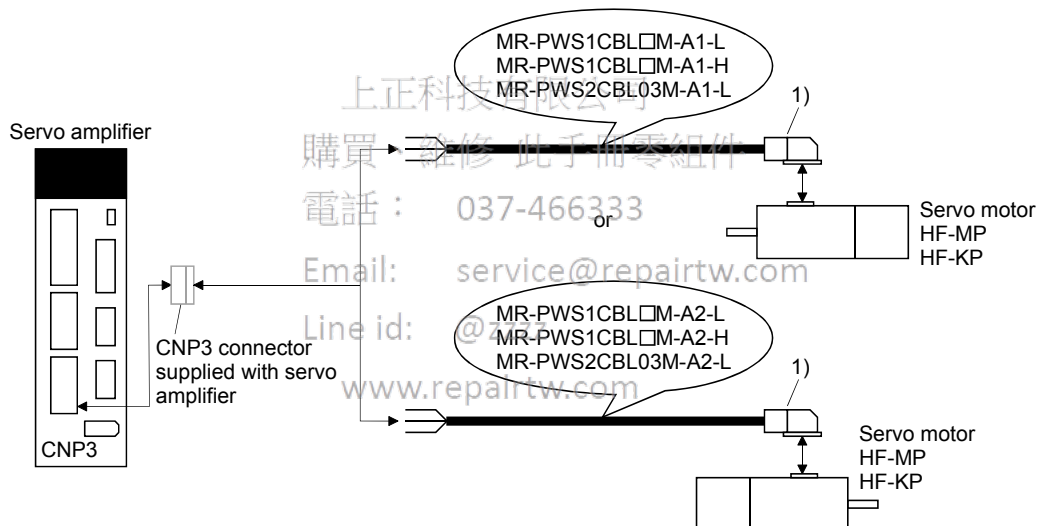 MR-PWS1CBL□M-A1-L
MR-PWS1CBL□M-A1-H
MR-PWS2CBL03M-A1-L
上正科技有限公司
1)
Servo amplifier
購買、維修 此手冊零組件
電話： 037-466333
or
Servo motor
HF-MP
HF-KP
Email: service@repairtw.com
MR-PWS1CBL□M-A2-L
MR-PWS1CBL□M-A2-H
MR-PWS2CBL03M-A2-L
Line id: @zzzz
CNP3 connector
supplied with servo
amplifier
1)
www.repairtw.com
CNP3
Servo motor
HF-MP
HF-KP